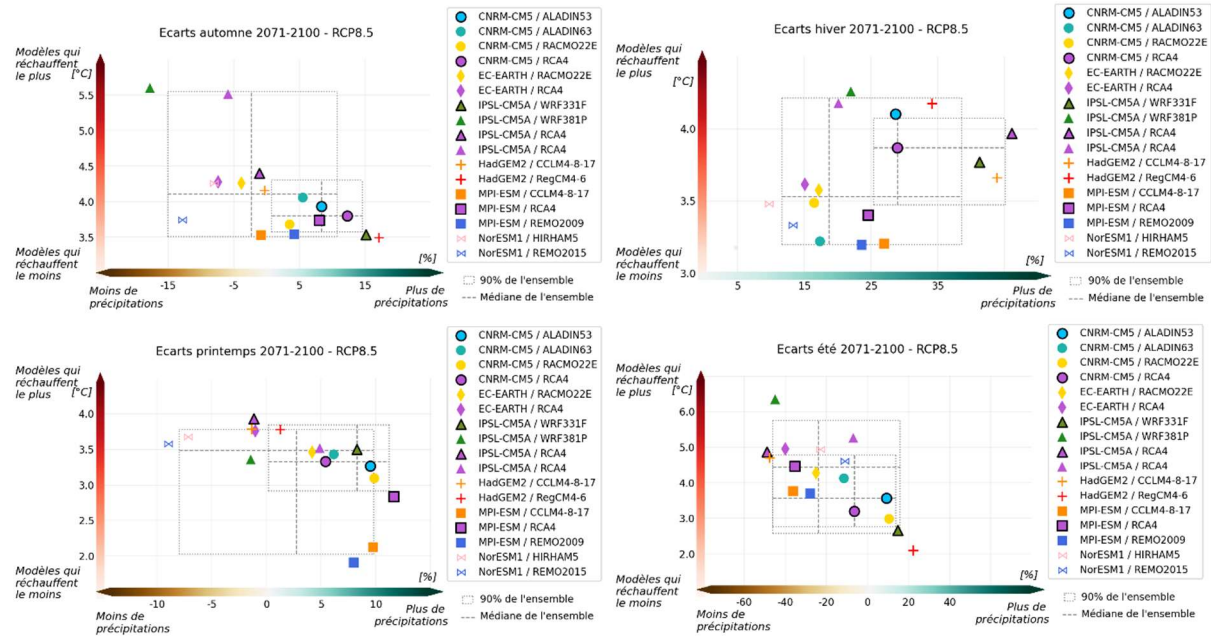 Ecarts automne 2071-2100 - RCP8.5
Modèles qui
réchauffent
le plus
[°C]
5.5
5.0
4.5
4.0
3.5
Modèles qui
réchauffent
le moins
Moins de
précipitations
-15
-5
5
15
[%]
Plus de
précipitations
CNRM-CM5 / ALADIN53
CNRM-CM5 / ALADIN63
CNRM-CM5 / RACMO22E
CNRM-CM5 / RCA4
EC-EARTH / RACMO22E
EC-EARTH / RCA4
IPSL-CM5A / WRF331F
IPSL-CM5A / WRF381P
IPSL-CM5A / RCA4
IPSL-CM5A / RCA4
HadGEM2 / CCLM4-8-17
HadGEM2 / RegCM4-6
MPI-ESM / CCLM4-8-17
MPI-ESM / RCA4
MPI-ESM / REMO2009
NorESM1 / HIRHAM5
NorESM1 / REMO2015
90% de l'ensemble
Médiane de l'ensemble
Ecarts hiver 2071-2100 - RCP8.5
Modèles qui
réchauffent
le plus
[°C]
4.0
3.5
3.0
Modèles qui
réchauffent
le moins
Moins de
précipitations
5
15
25
35
[%]
Plus de
précipitations
CNRM-CM5 / ALADIN53
CNRM-CM5 / ALADIN63
CNRM-CM5 / RACMO22E
CNRM-CM5 / RCA4
EC-EARTH / RACMO22E
EC-EARTH / RCA4
IPSL-CM5A / WRF331F
IPSL-CM5A / WRF381P
IPSL-CM5A / RCA4
IPSL-CM5A / RCA4
HadGEM2 / CCLM4-8-17
HadGEM2 / RegCM4-6
MPI-ESM / CCLM4-8-17
MPI-ESM / RCA4
MPI-ESM / REMO2009
NorESM1 / HIRHAM5
NorESM1 / REMO2015
90% de l'ensemble
Médiane de l'ensemble
Ecarts printemps 2071-2100 - RCP8.5
Modèles qui
réchauffent
le plus
[°C]
4.0
3.5
3.0
2.5
2.0
Modèles qui
réchauffent
le moins
Moins de
précipitations
-10
-5
0
5
10
[%]
Plus de
précipitations
CNRM-CM5 / ALADIN53
CNRM-CM5 / ALADIN63
CNRM-CM5 / RACMO22E
CNRM-CM5 / RCA4
EC-EARTH / RACMO22E
EC-EARTH / RCA4
IPSL-CM5A / WRF331F
IPSL-CM5A / WRF381P
IPSL-CM5A / RCA4
IPSL-CM5A / RCA4
HadGEM2 / CCLM4-8-17
HadGEM2 / RegCM4-6
MPI-ESM / CCLM4-8-17
MPI-ESM / RCA4
MPI-ESM / REMO2009
NorESM1 / HIRHAM5
NorESM1 / REMO2015
90% de l'ensemble
Médiane de l'ensemble
Ecarts été 2071-2100 - RCP8.5
Modèles qui
réchauffent
le plus
[°C]
6.0
5.0
4.0
3.0
2.0
Modèles qui
réchauffent
le moins
Moins de
précipitations
-60
-40
-20
0
20
40
60
80
[%]
Plus de
précipitations
CNRM-CM5 / ALADIN53
CNRM-CM5 / ALADIN63
CNRM-CM5 / RACMO22E
CNRM-CM5 / RCA4
EC-EARTH / RACMO22E
EC-EARTH / RCA4
IPSL-CM5A / WRF331F
IPSL-CM5A / WRF381P
IPSL-CM5A / RCA4
IPSL-CM5A / RCA4
HadGEM2 / CCLM4-8-17
HadGEM2 / RegCM4-6
MPI-ESM / CCLM4-8-17
MPI-ESM / RCA4
MPI-ESM / REMO2009
NorESM1 / HIRHAM5
NorESM1 / REMO2015
90% de l'ensemble
Médiane de l'ensemble